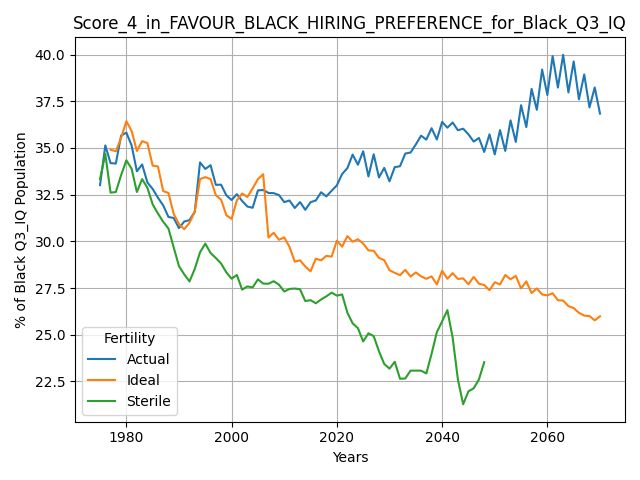 Score_4_in_FAVOUR_BLACK_HIRING_PREFERENCE_for_Black_Q3_IQ
% of Black Q3_IQ Population
40.0
37.5
35.0
32.5
30.0
27.5
25.0
22.5
Fertility
Actual
Ideal
Sterile
1980 2000 2020 2040 2060
Years